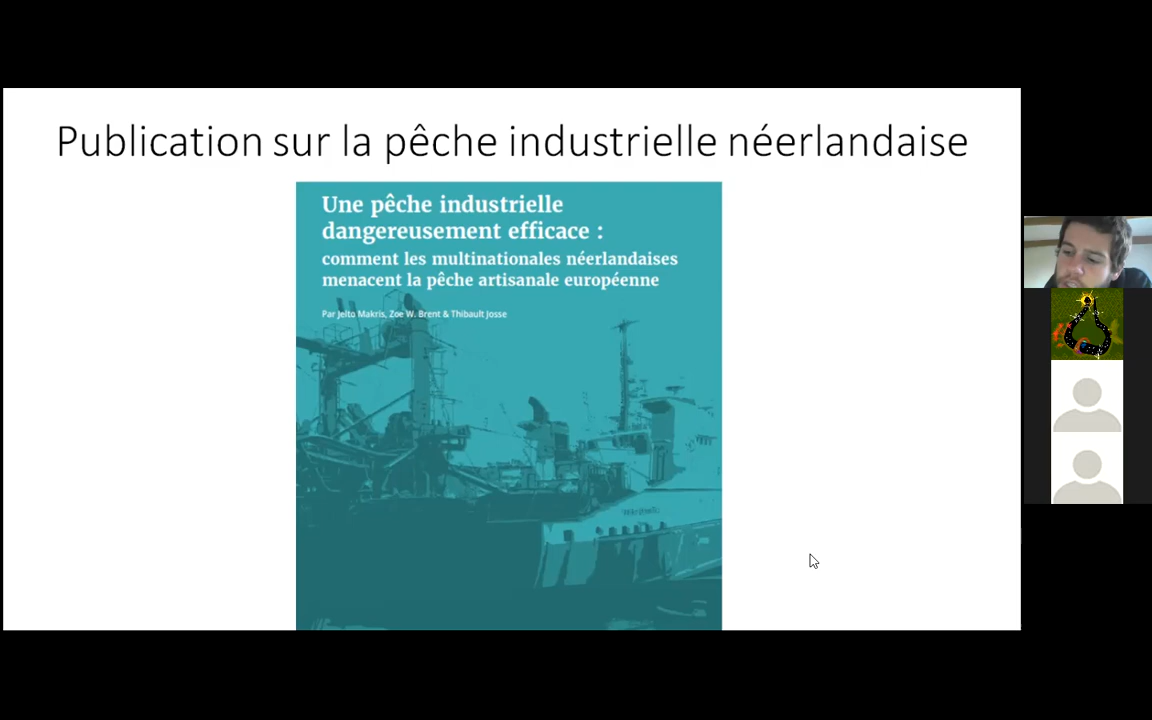 Publication sur la pêche industrielle néerlandaise
Une pêche industrielle
dangereusement efficace :
comment les multinationales néerlandaises
menacent la pêche artisanale européenne
Par Jelto Makris, Zoe W. Brent & Thibault Josse